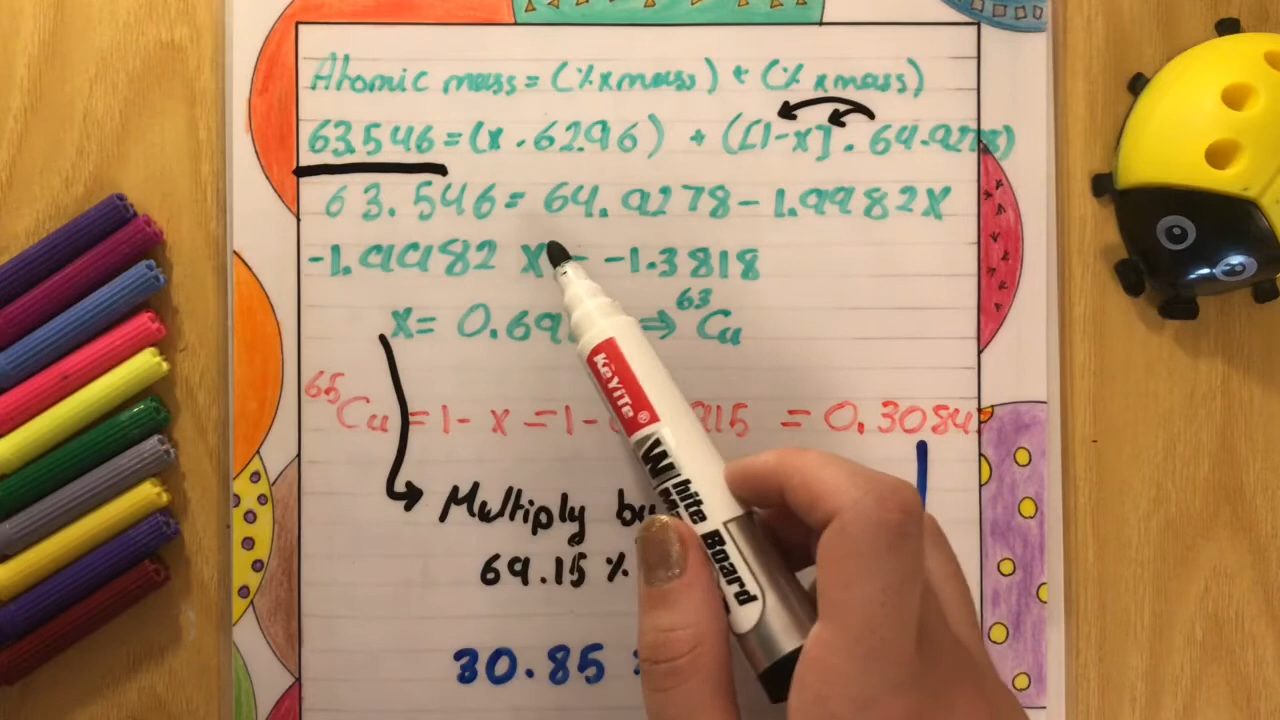 Atomic mass = (% x mass) + (% x mass)
63.546 = (x . 62.96) + ([1-x] . 64.9278)
63.546 = 64.9278 - 1.9982x
-1.9982 x = -1.3818
x = 0.69 ⇒ ⁶³Cu
⁶⁵Cu = 1 - x = 1 - 915 = 0.3084
Multiply by
69.15 %
30.85
KeYiTe®
White Board